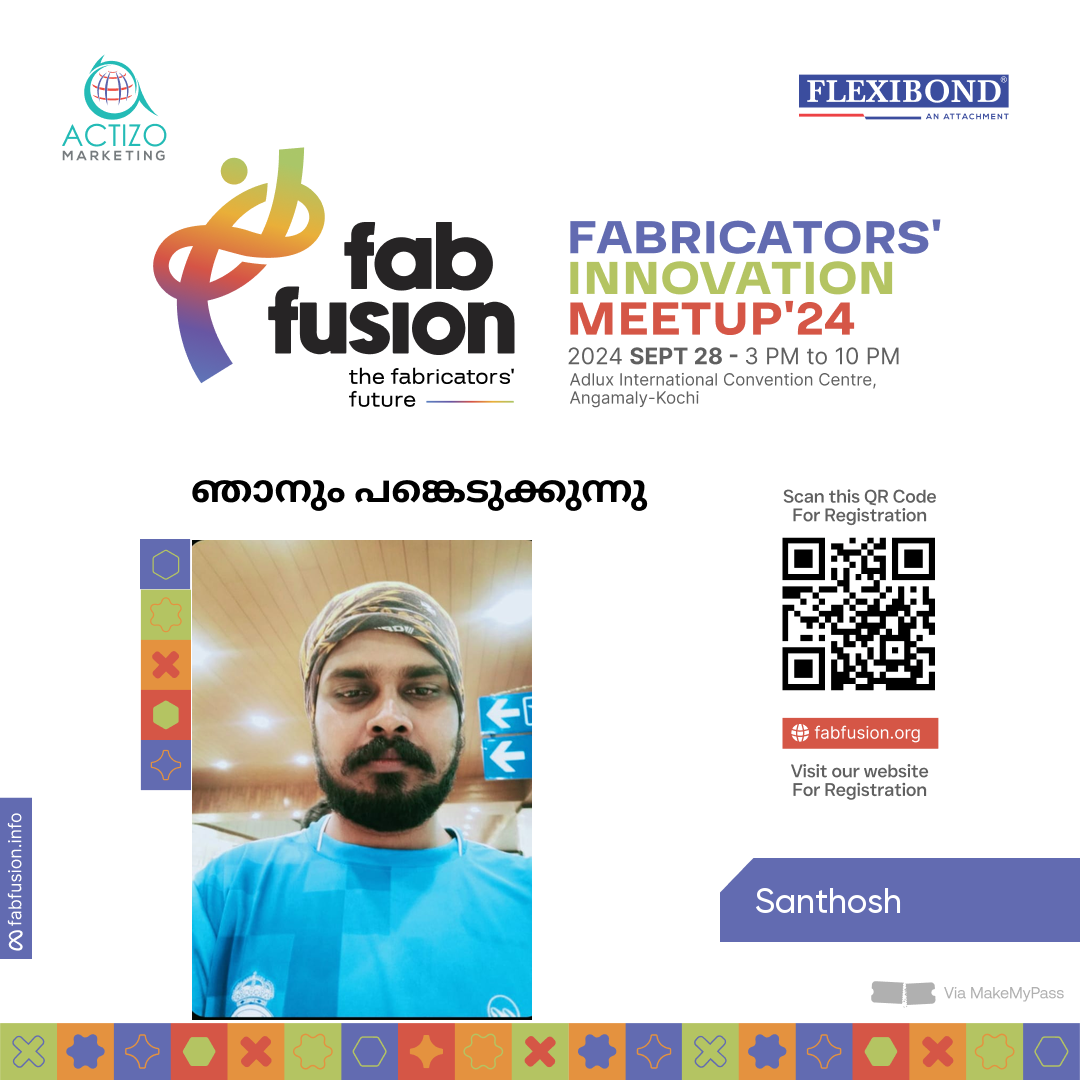 ACTIZO
MARKETING
FLEXIBOND®
AN ATTACHMENT
fab
fusion
the fabricators'
future
FABRICATORS'
INNOVATION
MEETUP'24
2024 SEPT 28 - 3 PM to 10 PM
Adlux International Convention Centre,
Angamaly-Kochi
ഞാനും പങ്കെടുക്കുന്നു
Scan this QR Code
For Registration
fabfusion.org
Visit our website
For Registration
fabfusion.info
Santhosh
Via MakeMyPass